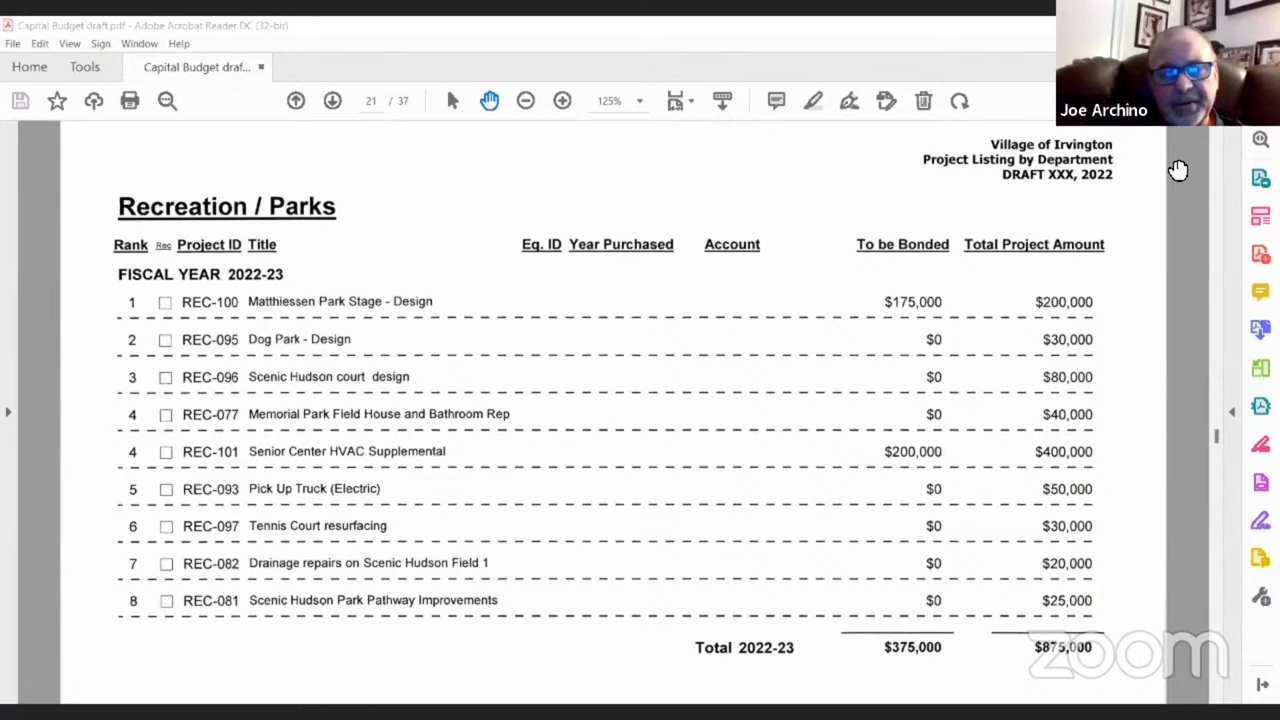 Capital Budget draft.pdf - Adobe Acrobat Reader DC (32-bit)
File Edit View Sign Window Help
Home Tools Capital Budget draf... ×
21 / 37 125%
Joe Archino
Village of Irvington
Project Listing by Department
DRAFT XXX, 2022
Recreation / Parks
Rank Rec Project ID Title Eq. ID Year Purchased Account To be Bonded Total Project Amount
FISCAL YEAR 2022-23
1 REC-100 Matthiessen Park Stage - Design $175,000 $200,000
2 REC-095 Dog Park - Design $0 $30,000
3 REC-096 Scenic Hudson court design $0 $80,000
4 REC-077 Memorial Park Field House and Bathroom Rep $0 $40,000
4 REC-101 Senior Center HVAC Supplemental $200,000 $400,000
5 REC-093 Pick Up Truck (Electric) $0 $50,000
6 REC-097 Tennis Court resurfacing $0 $30,000
7 REC-082 Drainage repairs on Scenic Hudson Field 1 $0 $20,000
8 REC-081 Scenic Hudson Park Pathway Improvements $0 $25,000
Total 2022-23 $375,000 $875,000
zoom